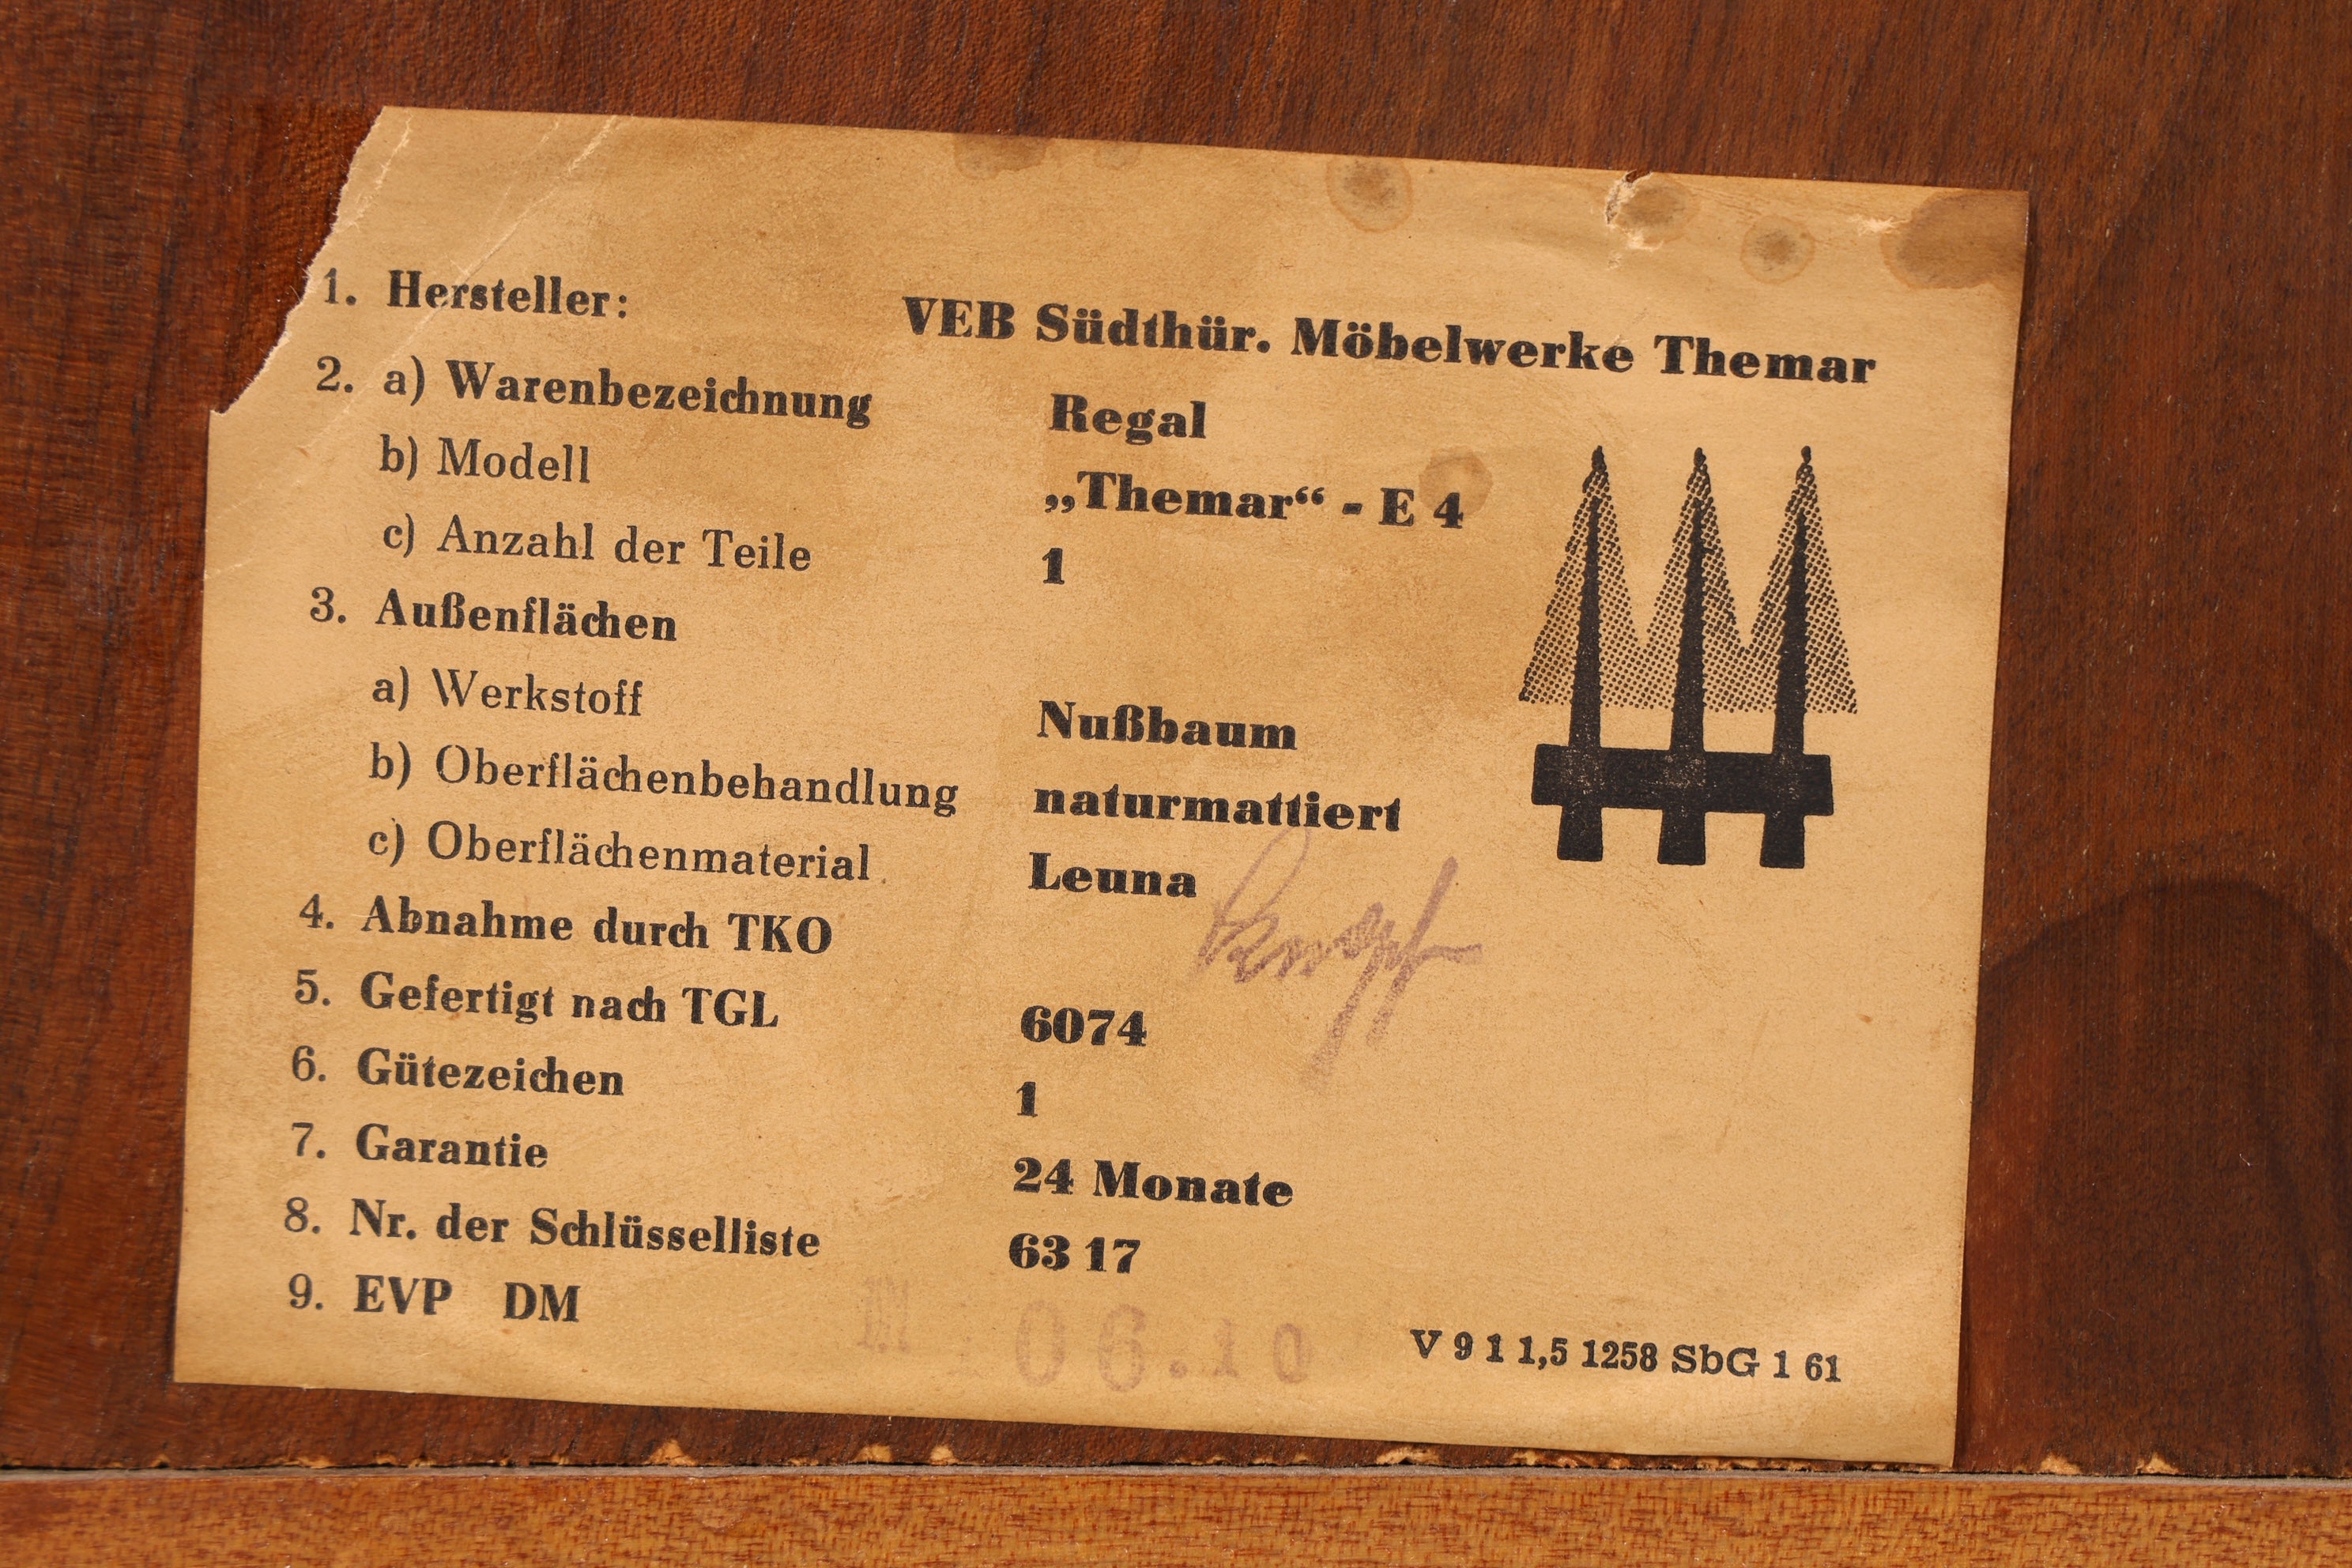 1. Hersteller: VEB Südthür. Möbelwerke Themar
2. a) Warenbezeichnung Regal
b) Modell „Themar“ - E 4
c) Anzahl der Teile 1
3. Außenflächen
a) Werkstoff Nußbaum
b) Oberflächenbehandlung naturmattiert
c) Oberflächenmaterial Leuna
4. Abnahme durch TKO
5. Gefertigt nach TGL 6074
6. Gütezeichen 1
7. Garantie 24 Monate
8. Nr. der Schlüsselliste 63 17
9. EVP DM 06.10
V 9 1 1,5 1258 SbG 1 61